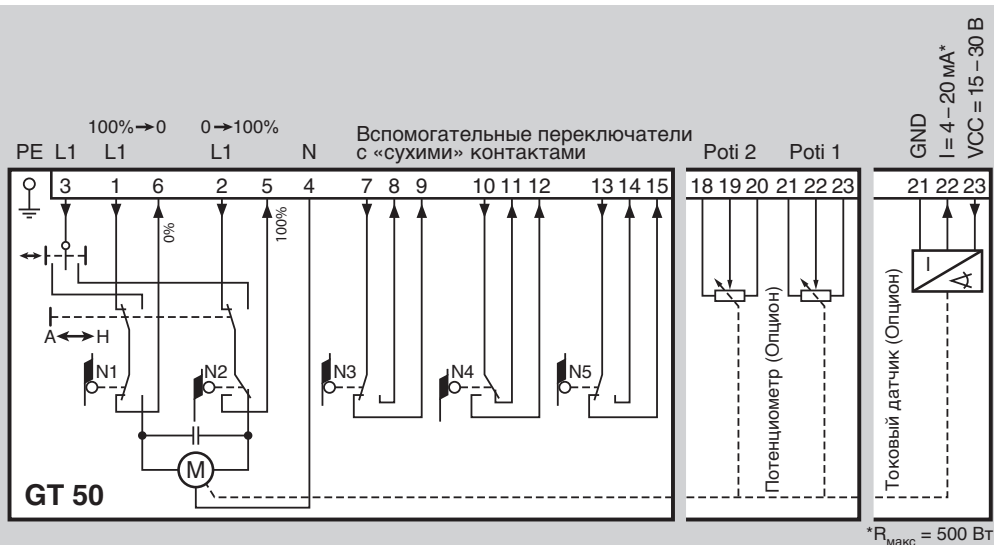 GND
I = 4 – 20 мА*
VCC = 15 – 30 В
100%→0 0→100%
Вспомогательные переключатели
с «сухими» контактами
PE L1 L1 L1 N Poti 2 Poti 1
3 1 6 2 5 4 7 8 9 10 11 12 13 14 15 18 19 20 21 22 23 21 22 23
0%
100%
I
A H
N1 N2 N3 N4 N5
Потенциометр (Опцион)
Токовый датчик (Опцион)
M
GT 50
*Rмакс = 500 Вт